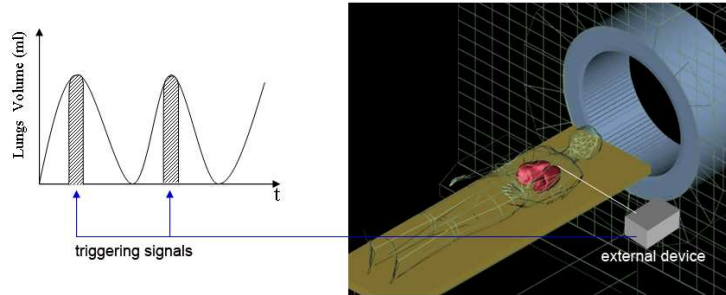 Lungs Volume (ml)
t
triggering signals
external device